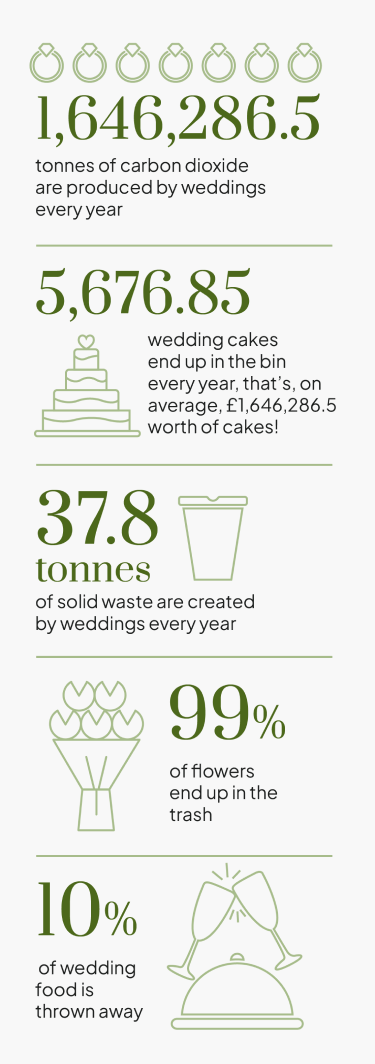 1,646,286.5
tonnes of carbon dioxide
are produced by weddings
every year
5,676.85
wedding cakes
end up in the bin
every year, that's, on
average, £1,646,286.5
worth of cakes!
37.8
tonnes
of solid waste are created
by weddings every year
99%
of flowers
end up in the
trash
10%
of wedding
food is
thrown away